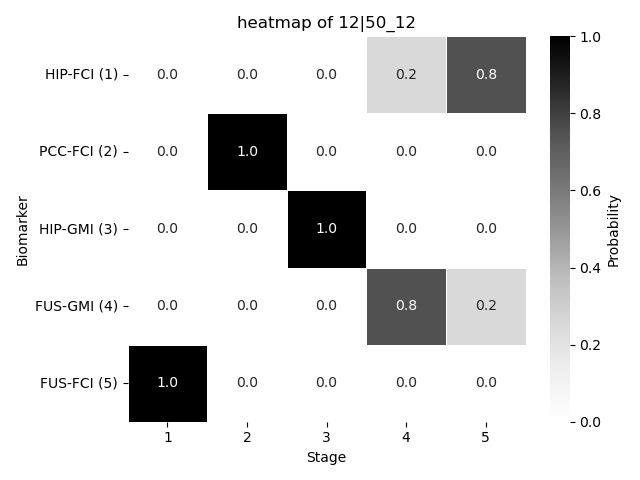 heatmap of 12|50_12
HIP-FCI (1) 0.0 0.0 0.0 0.2 0.8
PCC-FCI (2) 0.0 1.0 0.0 0.0 0.0
HIP-GMI (3) 0.0 0.0 1.0 0.0 0.0
FUS-GMI (4) 0.0 0.0 0.0 0.8 0.2
FUS-FCI (5) 1.0 0.0 0.0 0.0 0.0
1 2 3 4 5
Stage
Biomarker
1.0
0.8
0.6
0.4
0.2
0.0
Probability